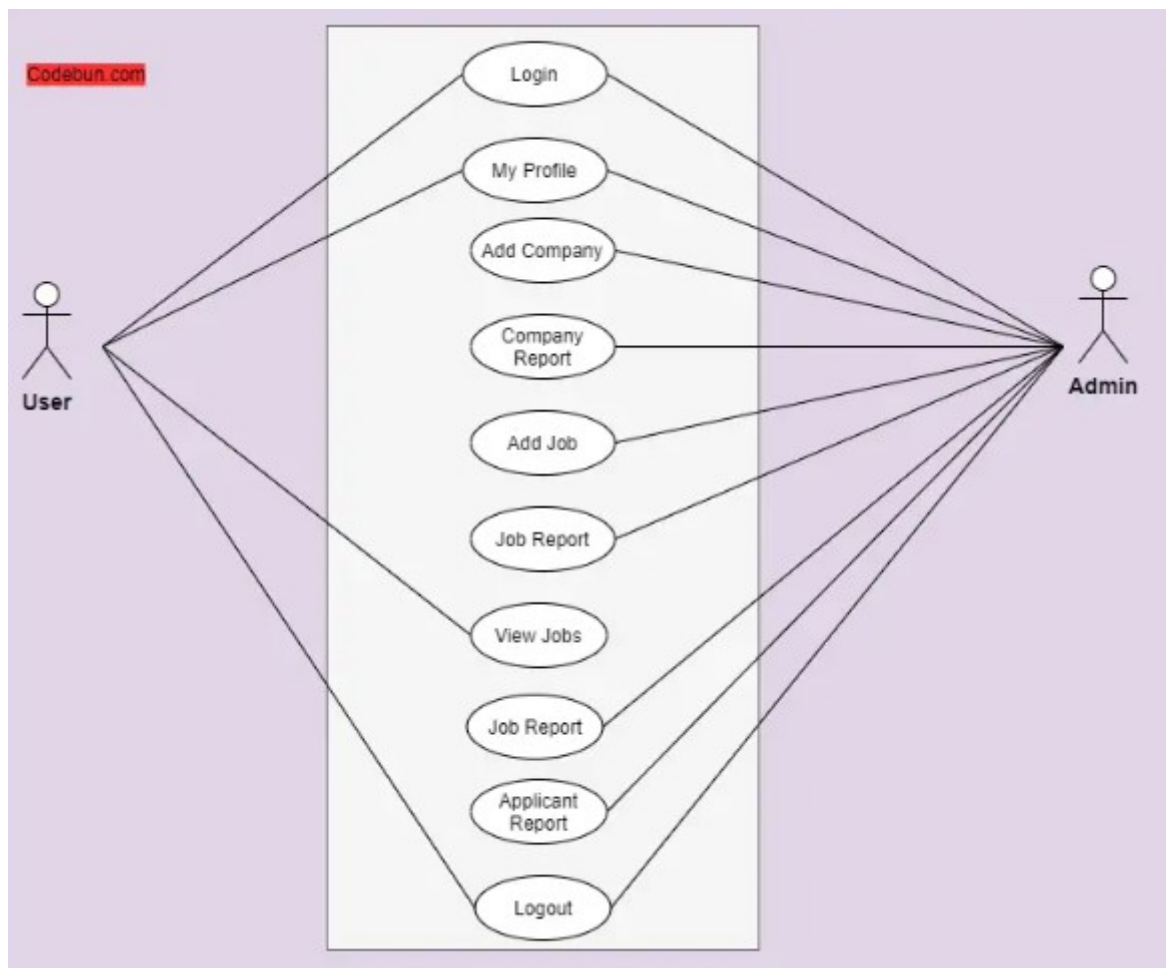 Codebun.com
Login
My Profile
Add Company
Company
Report
Add Job
Job Report
View Jobs
Job Report
Applicant
Report
Logout
User
Admin